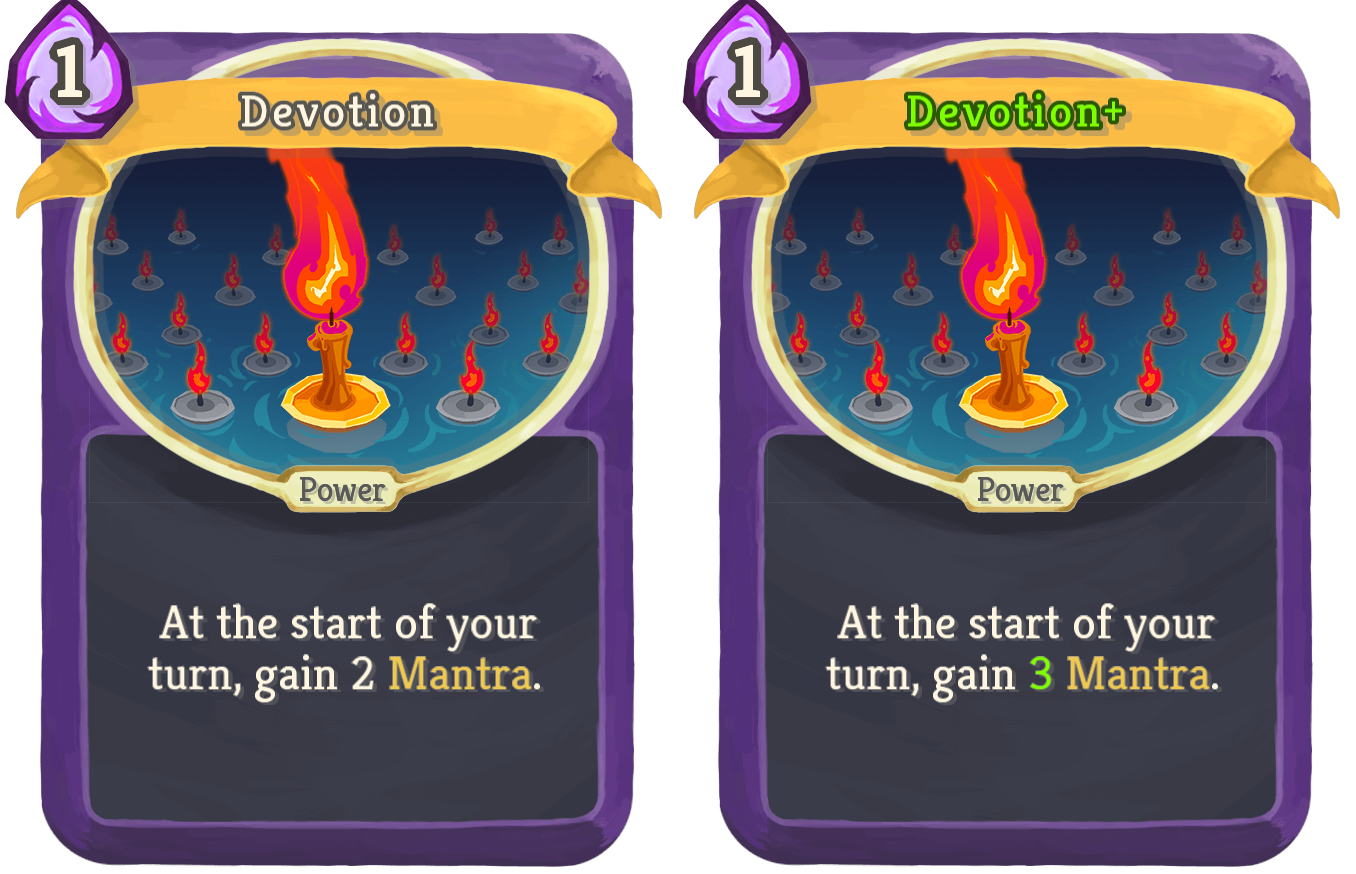 1
Devotion
Power
At the start of your
turn, gain 2 Mantra.
1
Devotion+
Power
At the start of your
turn, gain 3 Mantra.